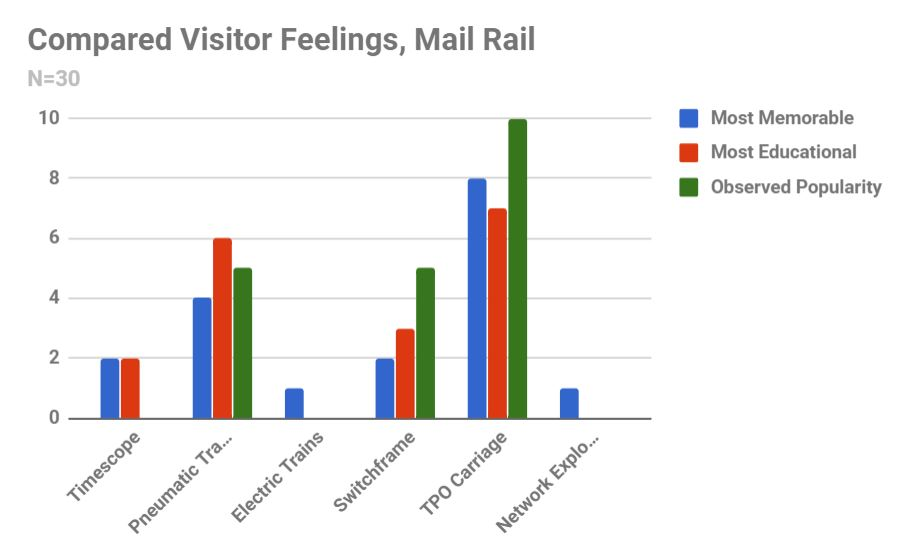 Compared Visitor Feelings, Mail Rail
N=30
10
8
6
4
2
0
Most Memorable
Most Educational
Observed Popularity
Timescope
Pneumatic Tra...
Electric Trains
Switchframe
TPO Carriage
Network Explo...